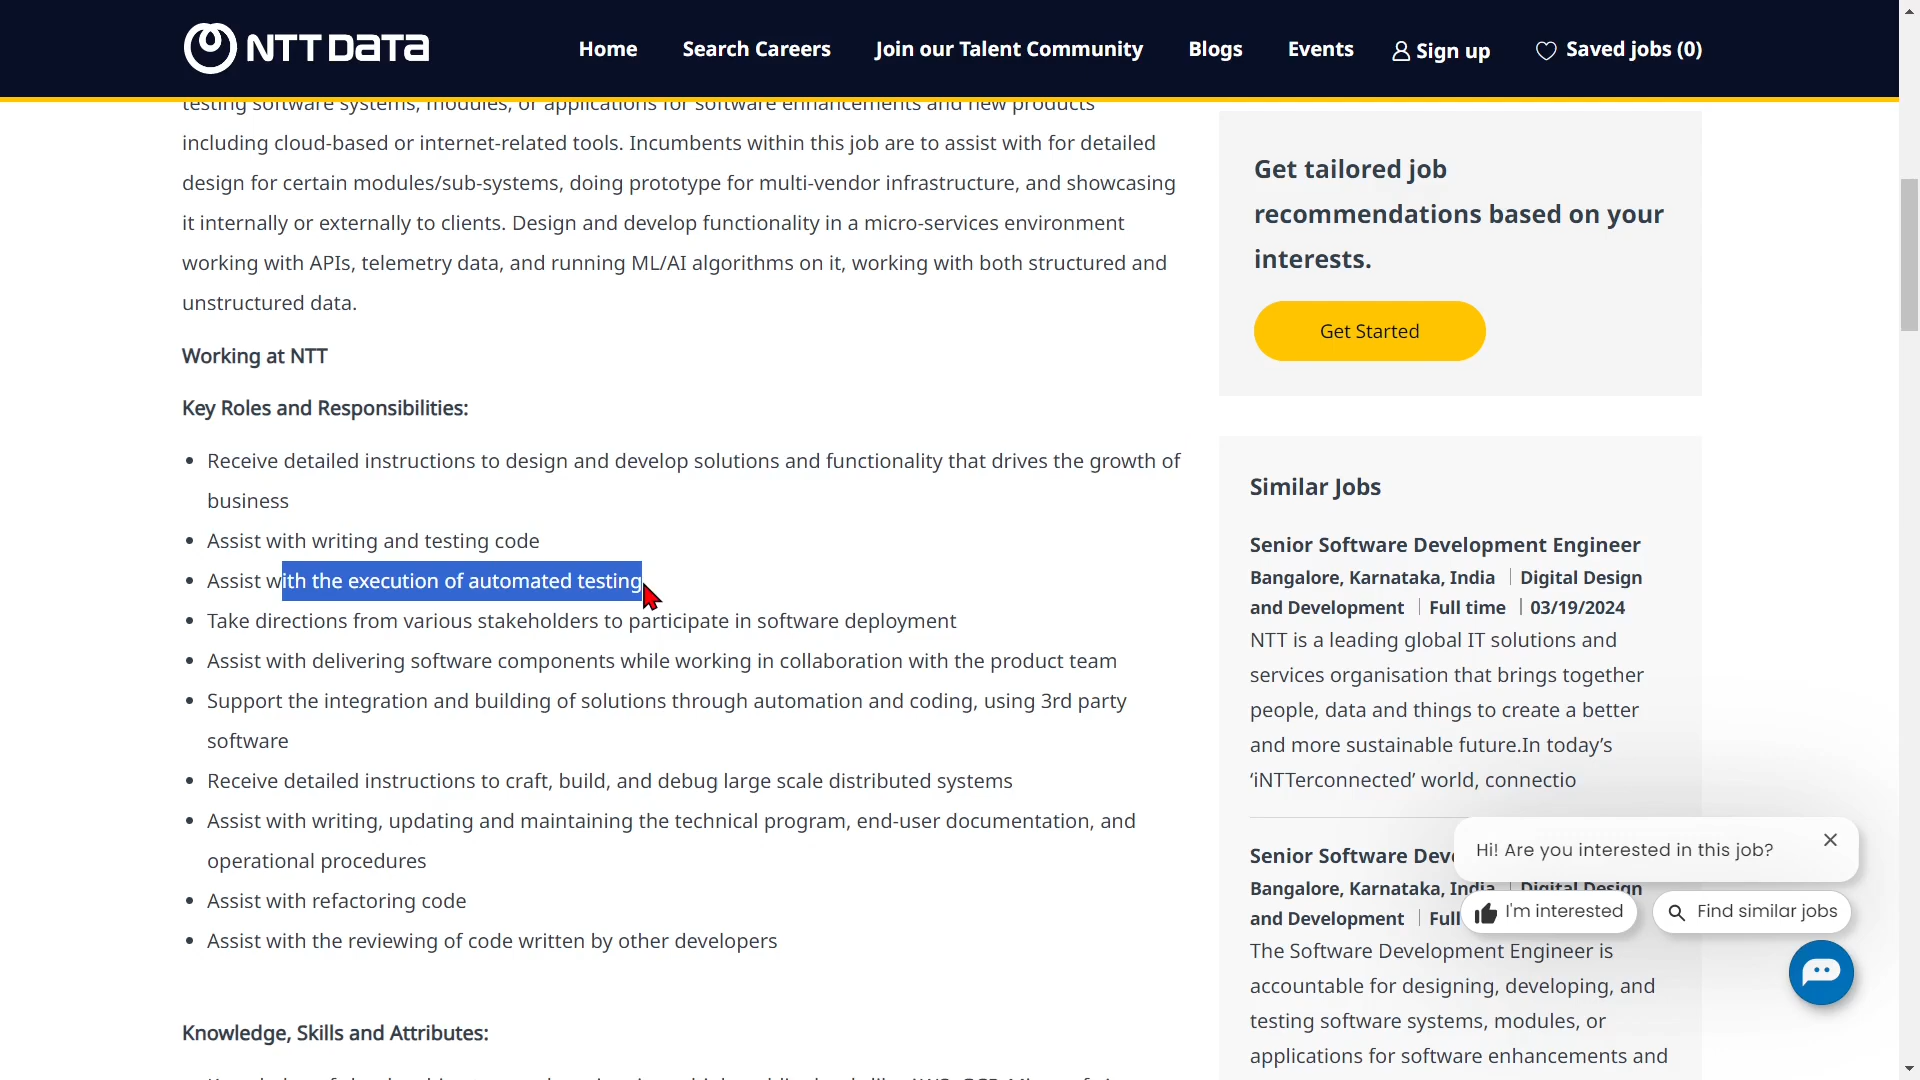 NTT DATA
Home
Search Careers
Join our Talent Community
Blogs
Events
Sign up
Saved jobs (0)
testing software systems, modules, or applications for software enhancements and new products
including cloud-based or internet-related tools. Incumbents within this job are to assist with for detailed
design for certain modules/sub-systems, doing prototype for multi-vendor infrastructure, and showcasing
it internally or externally to clients. Design and develop functionality in a micro-services environment
working with APIs, telemetry data, and running ML/AI algorithms on it, working with both structured and
unstructured data.
Working at NTT
Key Roles and Responsibilities:
• Receive detailed instructions to design and develop solutions and functionality that drives the growth of
business
• Assist with writing and testing code
• Assist with the execution of automated testing
• Take directions from various stakeholders to participate in software deployment
• Assist with delivering software components while working in collaboration with the product team
• Support the integration and building of solutions through automation and coding, using 3rd party
software
• Receive detailed instructions to craft, build, and debug large scale distributed systems
• Assist with writing, updating and maintaining the technical program, end-user documentation, and
operational procedures
• Assist with refactoring code
• Assist with the reviewing of code written by other developers
Knowledge, Skills and Attributes:
Get tailored job
recommendations based on your
interests.
Get Started
Similar Jobs
Senior Software Development Engineer
Bangalore, Karnataka, India | Digital Design
and Development | Full time | 03/19/2024
NTT is a leading global IT solutions and
services organisation that brings together
people, data and things to create a better
and more sustainable future.In today’s
‘iNTTerconnected’ world, connectio
Senior Software Dev
Bangalore, Karnataka, India | Digital Design
and Development | Full
The Software Development Engineer is
accountable for designing, developing, and
testing software systems, modules, or
applications for software enhancements and
Hi! Are you interested in this job?
I'm interested
Find similar jobs